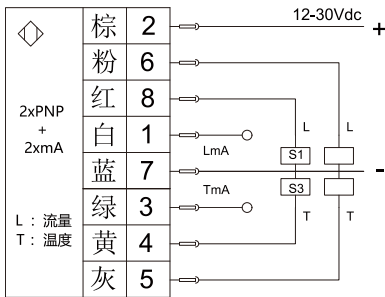 棕 2
粉 6
红 8
白 1
蓝 7
绿 3
黄 4
灰 5
2xPNP
+
2xmA
L : 流量
T : 温度
12-30Vdc
+
LmA
TmA
L L
S1
-
S3
T T